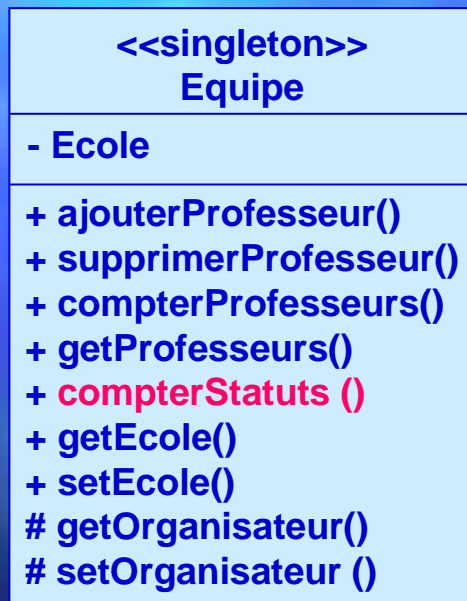 <<singleton>>
Equipe
- Ecole
+ ajouterProfesseur()
+ supprimerProfesseur()
+ compterProfesseurs()
+ getProfesseurs()
+ compterStatuts ()
+ getEcole()
+ setEcole()
# getOrganisateur()
# setOrganisateur ()